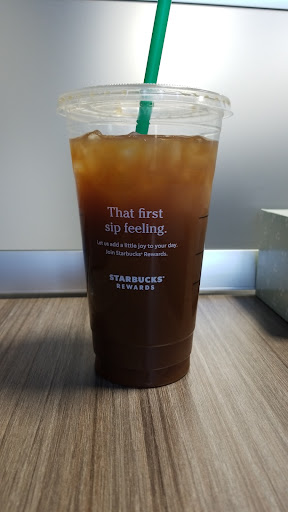 That first
sip feeling.
Let us add a little joy to your day.
Join Starbucks® Rewards.
STARBUCKS®
REWARDS